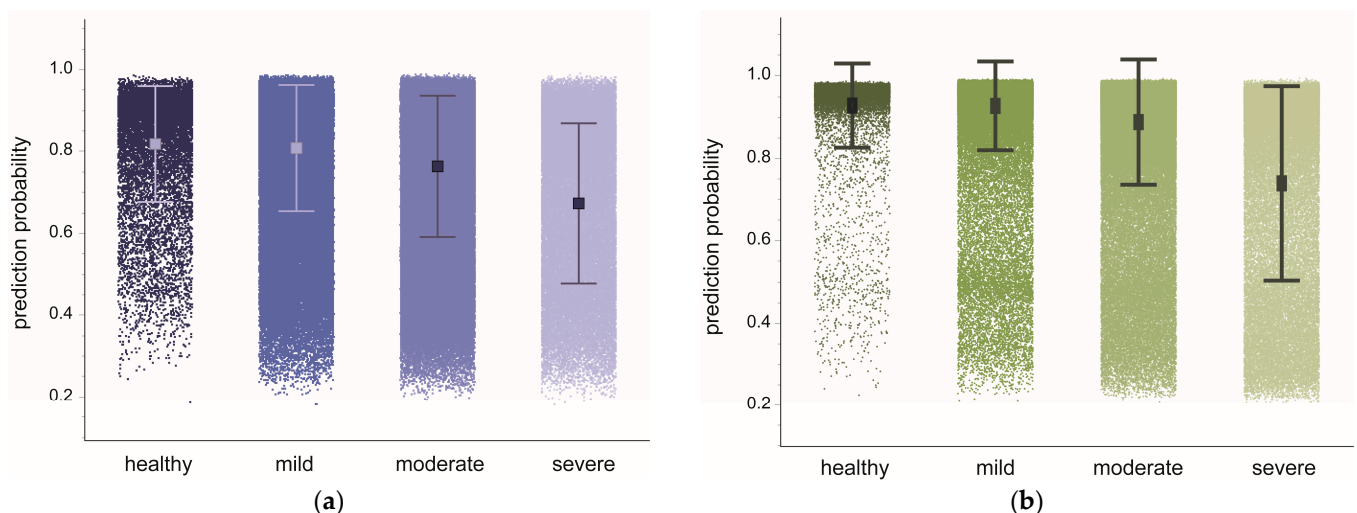 prediction probability
1.0
0.8
0.6
0.4
0.2
healthy mild moderate severe
(a)
prediction probability
1.0
0.8
0.6
0.4
0.2
healthy mild moderate severe
(b)